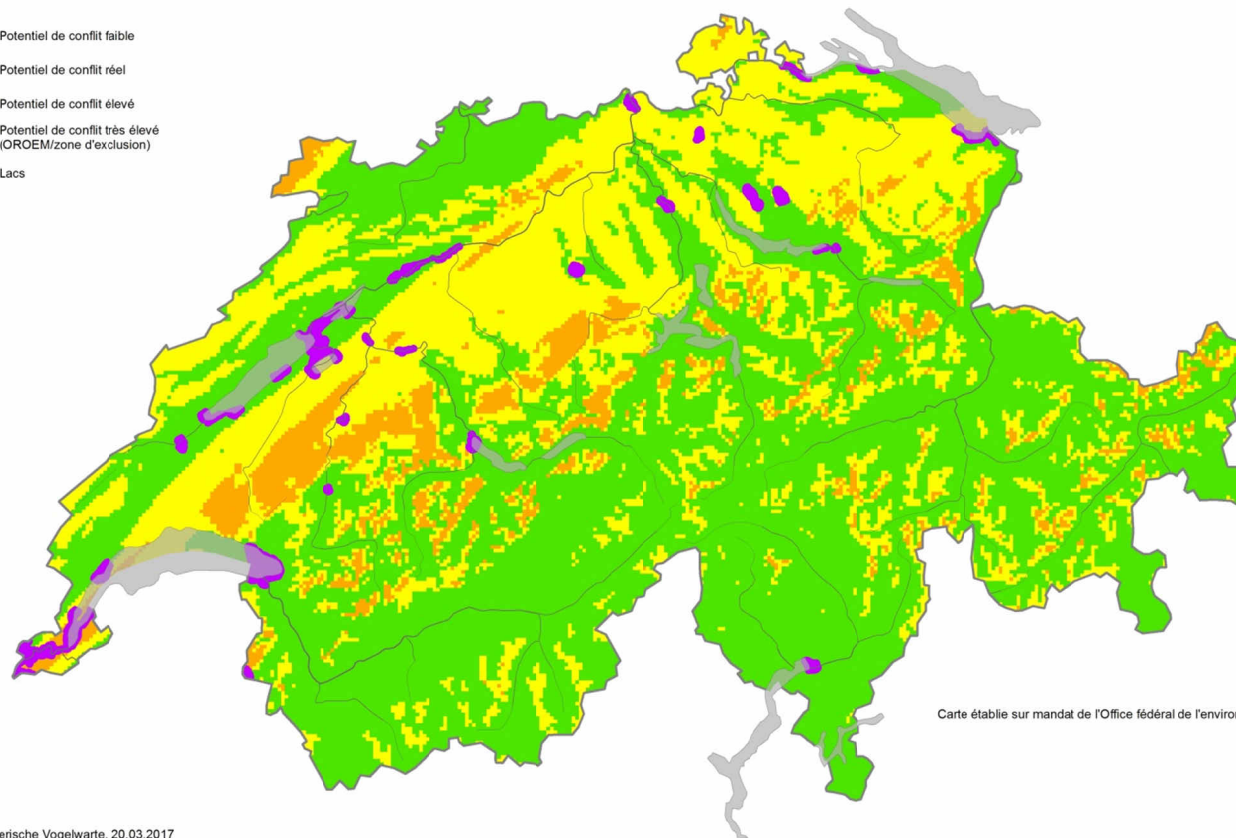 Potentiel de conflit faible
Potentiel de conflit réel
Potentiel de conflit élevé
Potentiel de conflit très élevé
(OROEM/zone d'exclusion)
Lacs
Carte établie sur mandat de l'Office fédéral de l'environ
erische Vogelwarte, 20.03.2017